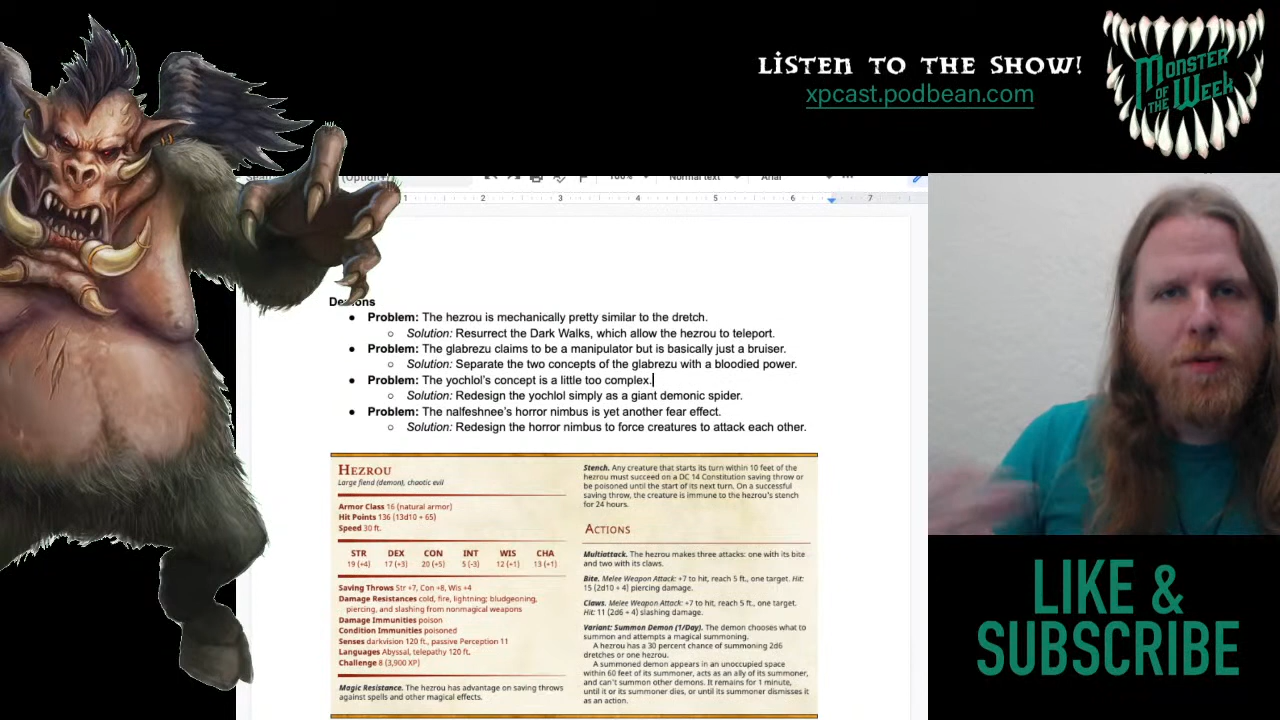 LISTEN TO THE SHOW!
xpcast.podbean.com
MONSTER
OF THE WEEK
100%
Normal text
Arial
1 2 3 4 5 6 7
Demons
● Problem: The hezrou is mechanically pretty similar to the dretch.
○ Solution: Resurrect the Dark Walks, which allow the hezrou to teleport.
● Problem: The glabrezu claims to be a manipulator but is basically just a bruiser.
○ Solution: Separate the two concepts of the glabrezu with a bloodied power.
● Problem: The yochlol's concept is a little too complex.
○ Solution: Redesign the yochlol simply as a giant demonic spider.
● Problem: The nalfeshnee's horror nimbus is yet another fear effect.
○ Solution: Redesign the horror nimbus to force creatures to attack each other.
HEZROU
Large fiend (demon), chaotic evil
Armor Class 16 (natural armor)
Hit Points 136 (13d10 + 65)
Speed 30 ft.
STR DEX CON INT WIS CHA
19 (+4) 17 (+3) 20 (+5) 5 (-3) 12 (+1) 13 (+1)
Saving Throws Str +7, Con +8, Wis +4
Damage Resistances cold, fire, lightning; bludgeoning,
piercing, and slashing from nonmagical weapons
Damage Immunities poison
Condition Immunities poisoned
Senses darkvision 120 ft., passive Perception 11
Languages Abyssal, telepathy 120 ft.
Challenge 8 (3,900 XP)
Magic Resistance. The hezrou has advantage on saving throws
against spells and other magical effects.
Stench. Any creature that starts its turn within 10 feet of the
hezrou must succeed on a DC 14 Constitution saving throw or
be poisoned until the start of its next turn. On a successful
saving throw, the creature is immune to the hezrou's stench
for 24 hours.
ACTIONS
Multiattack. The hezrou makes three attacks: one with its bite
and two with its claws.
Bite. Melee Weapon Attack: +7 to hit, reach 5 ft., one target. Hit:
15 (2d10 + 4) piercing damage.
Claws. Melee Weapon Attack: +7 to hit, reach 5 ft., one target.
Hit: 11 (2d6 + 4) slashing damage.
Variant: Summon Demon (1/Day). The demon chooses what to
summon and attempts a magical summoning.
A hezrou has a 30 percent chance of summoning 2d6
dretches or one hezrou.
A summoned demon appears in an unoccupied space
within 60 feet of its summoner, acts as an ally of its summoner,
and can't summon other demons. It remains for 1 minute,
until it or its summoner dies, or until its summoner dismisses it
as an action.
LIKE &
SUBSCRIBE